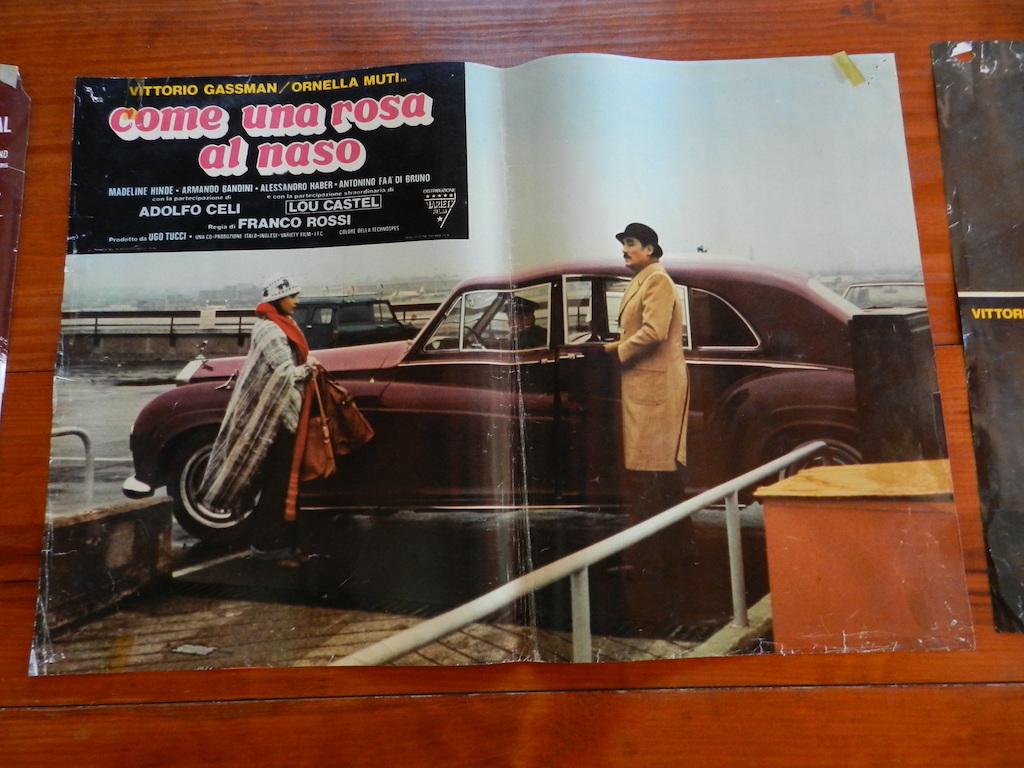 VITTORIO GASSMAN/ORNELLA MUTI in
come una rosa
al naso
MADELINE HINDE • ARMANDO BANDINI • ALESSANDRO HABER • ANTONINO FAA' DI BRUNO
con la partecipazione di
ADOLFO CELI
e con la partecipazione straordinaria di
LOU CASTEL
Regia di FRANCO ROSSI
Prodotto da UGO TUCCI • UNA CO-PRODUZIONE ITALO-INGLESE-VARIETY FILM-I.T.C.
COLORE DELLA TECHNOSPES
DISTRIBUZIONE
VARIETY
FILM
AL
ND
VITTORI